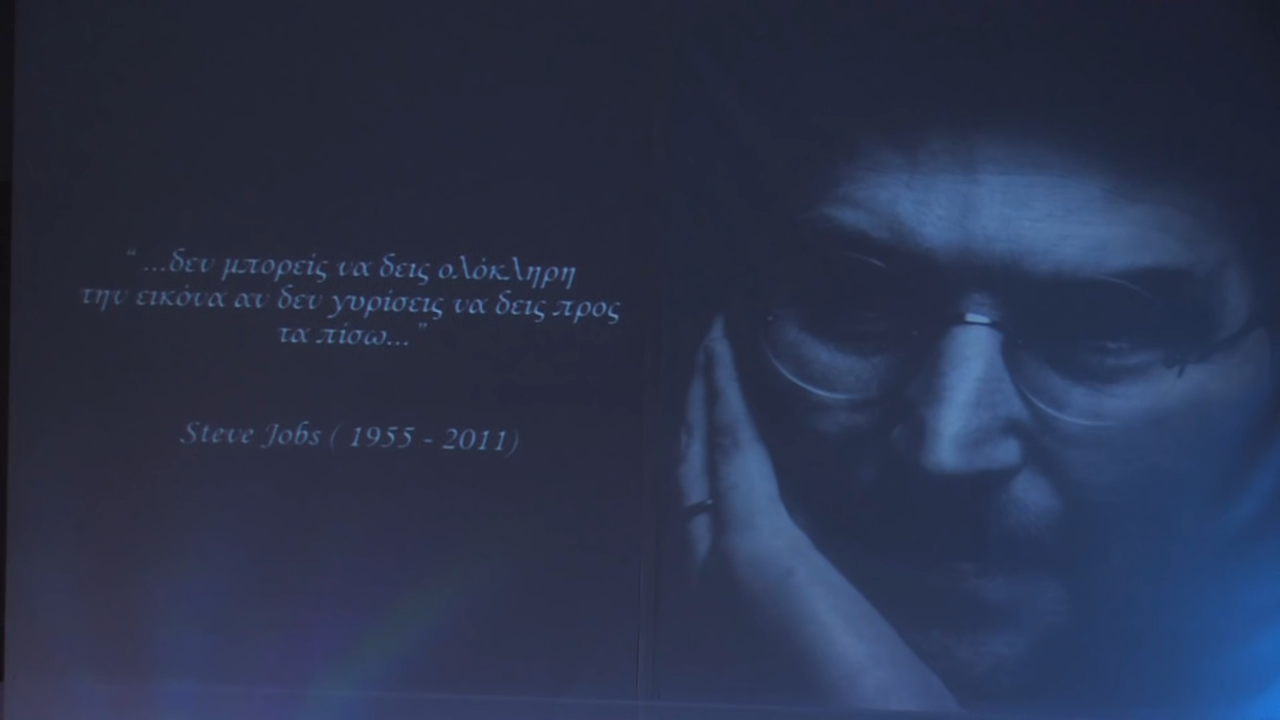 “ ...δεν μπορείς να δεις ολόκληρη
την εικόνα αν δεν γυρίσεις να δεις προς
τα πίσω...”
Steve Jobs ( 1955 - 2011)